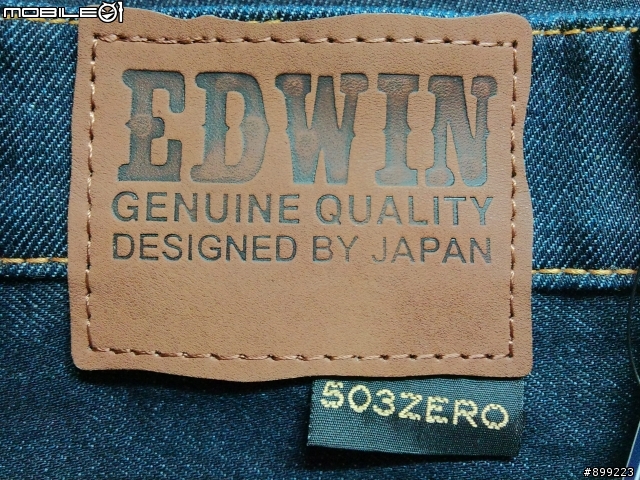 MOBILE01
EDWIN
GENUINE QUALITY
DESIGNED BY JAPAN
503ZERO
#899223